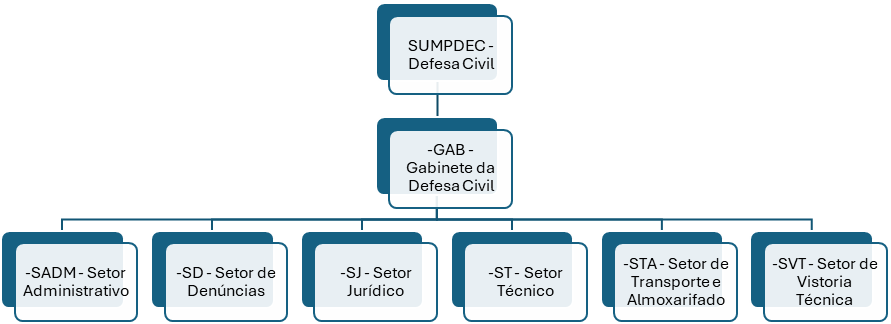 SUMPDEC -
Defesa Civil
-GAB -
Gabinete da
Defesa Civil
-SADM - Setor
Administrativo
-SD - Setor de
Denúncias
-SJ - Setor
Jurídico
-ST - Setor
Técnico
-STA - Setor de
Transporte e
Almoxarifado
-SVT - Setor de
Vistoria
Técnica